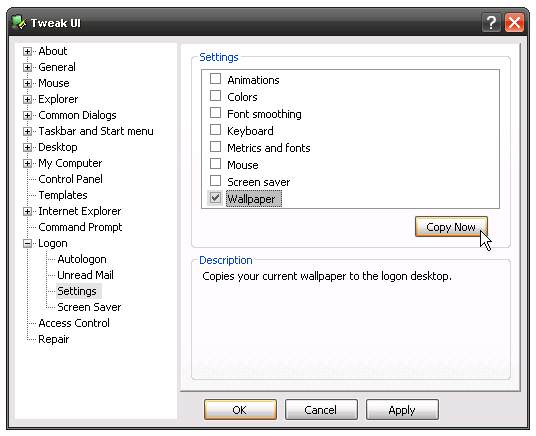 Tweak UI
?
About
General
Mouse
Explorer
Common Dialogs
Taskbar and Start menu
Desktop
My Computer
Control Panel
Templates
Internet Explorer
Command Prompt
Logon
Autologon
Unread Mail
Settings
Screen Saver
Access Control
Repair
Settings
Animations
Colors
Font smoothing
Keyboard
Metrics and fonts
Mouse
Screen saver
Wallpaper
Copy Now
Description
Copies your current wallpaper to the logon desktop.
OK
Cancel
Apply